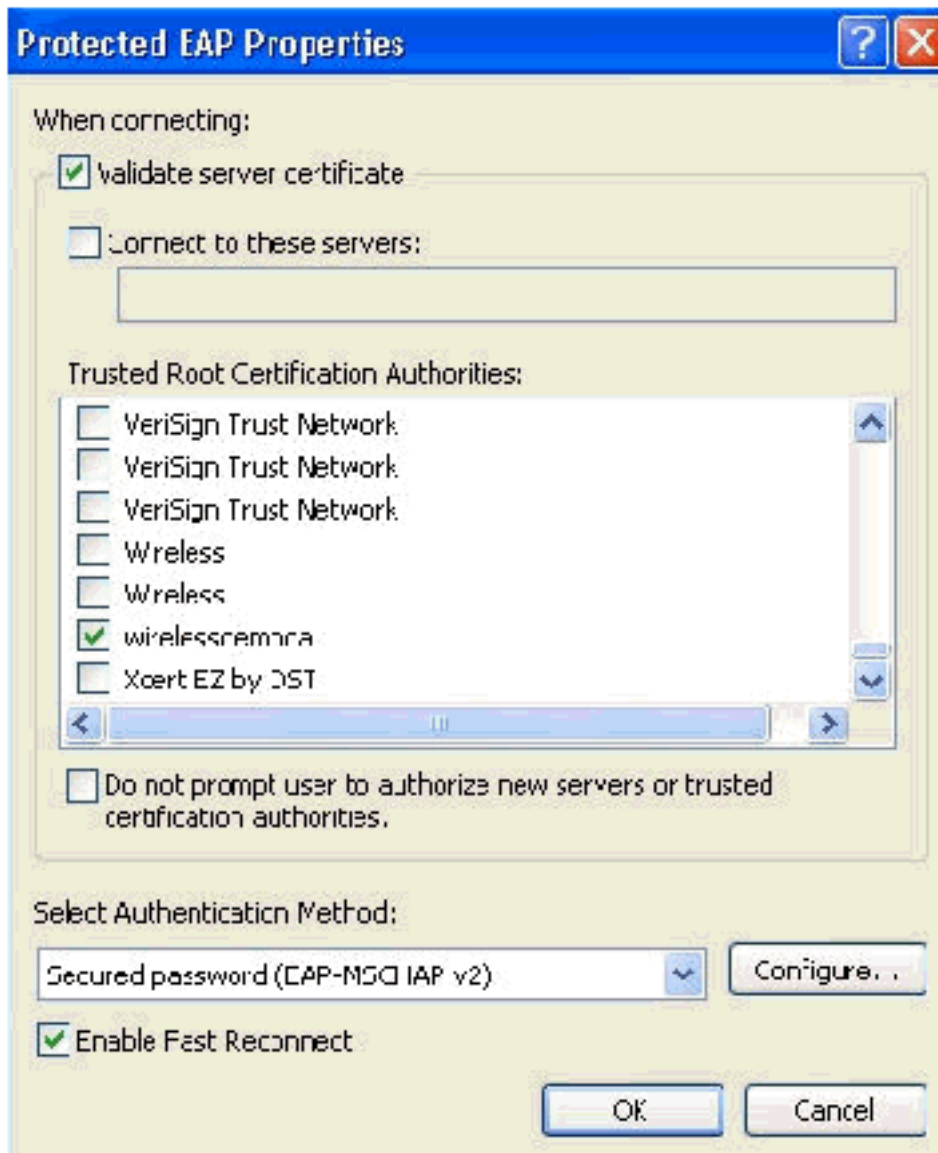 Protected EAP Properties
When connecting:
Validate server certificate
Connect to these servers:
Trusted Root Certification Authorities:
VeriSign Trust Network
VeriSign Trust Network
VeriSign Trust Network
Wireless
Wireless
wirelessdemoca
Xcert EZ by DST
Do not prompt user to authorize new servers or trusted
certification authorities.
Select Authentication Method:
Secured password (EAP-MSCHAP v2)
Configure...
Enable Fast Reconnect
OK
Cancel